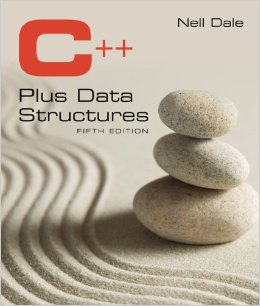 Nell Dale
C++
Plus Data
Structures
FIFTH EDITION